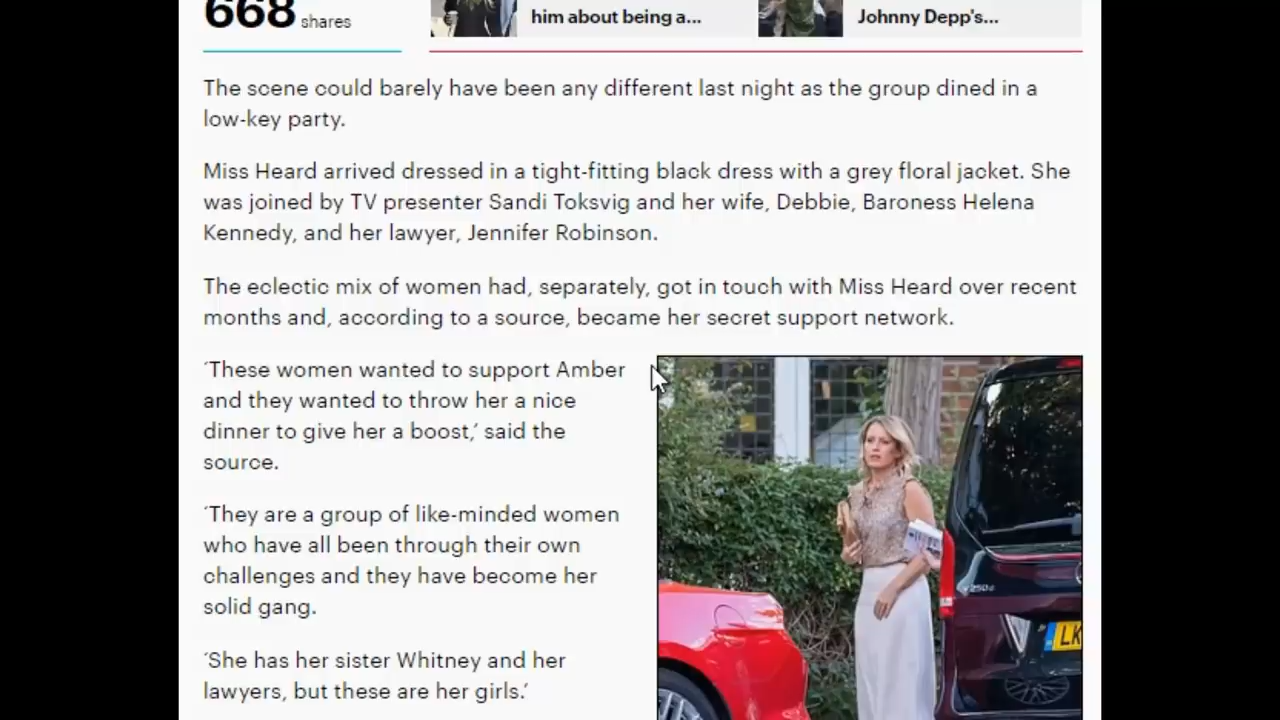 668 shares
him about being a...
Johnny Depp's...
The scene could barely have been any different last night as the group dined in a
low-key party.
Miss Heard arrived dressed in a tight-fitting black dress with a grey floral jacket. She
was joined by TV presenter Sandi Toksvig and her wife, Debbie, Baroness Helena
Kennedy, and her lawyer, Jennifer Robinson.
The eclectic mix of women had, separately, got in touch with Miss Heard over recent
months and, according to a source, became her secret support network.
'These women wanted to support Amber
and they wanted to throw her a nice
dinner to give her a boost,' said the
source.
'They are a group of like-minded women
who have all been through their own
challenges and they have become her
solid gang.
'She has her sister Whitney and her
lawyers, but these are her girls.'
LK